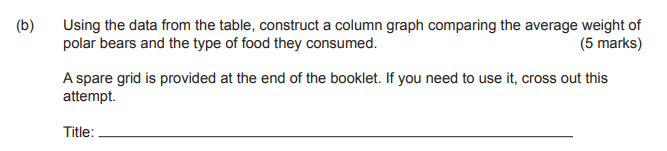 (b) Using the data from the table, construct a column graph comparing the average weight of
polar bears and the type of food they consumed. (5 marks)
A spare grid is provided at the end of the booklet. If you need to use it, cross out this
attempt.
Title: